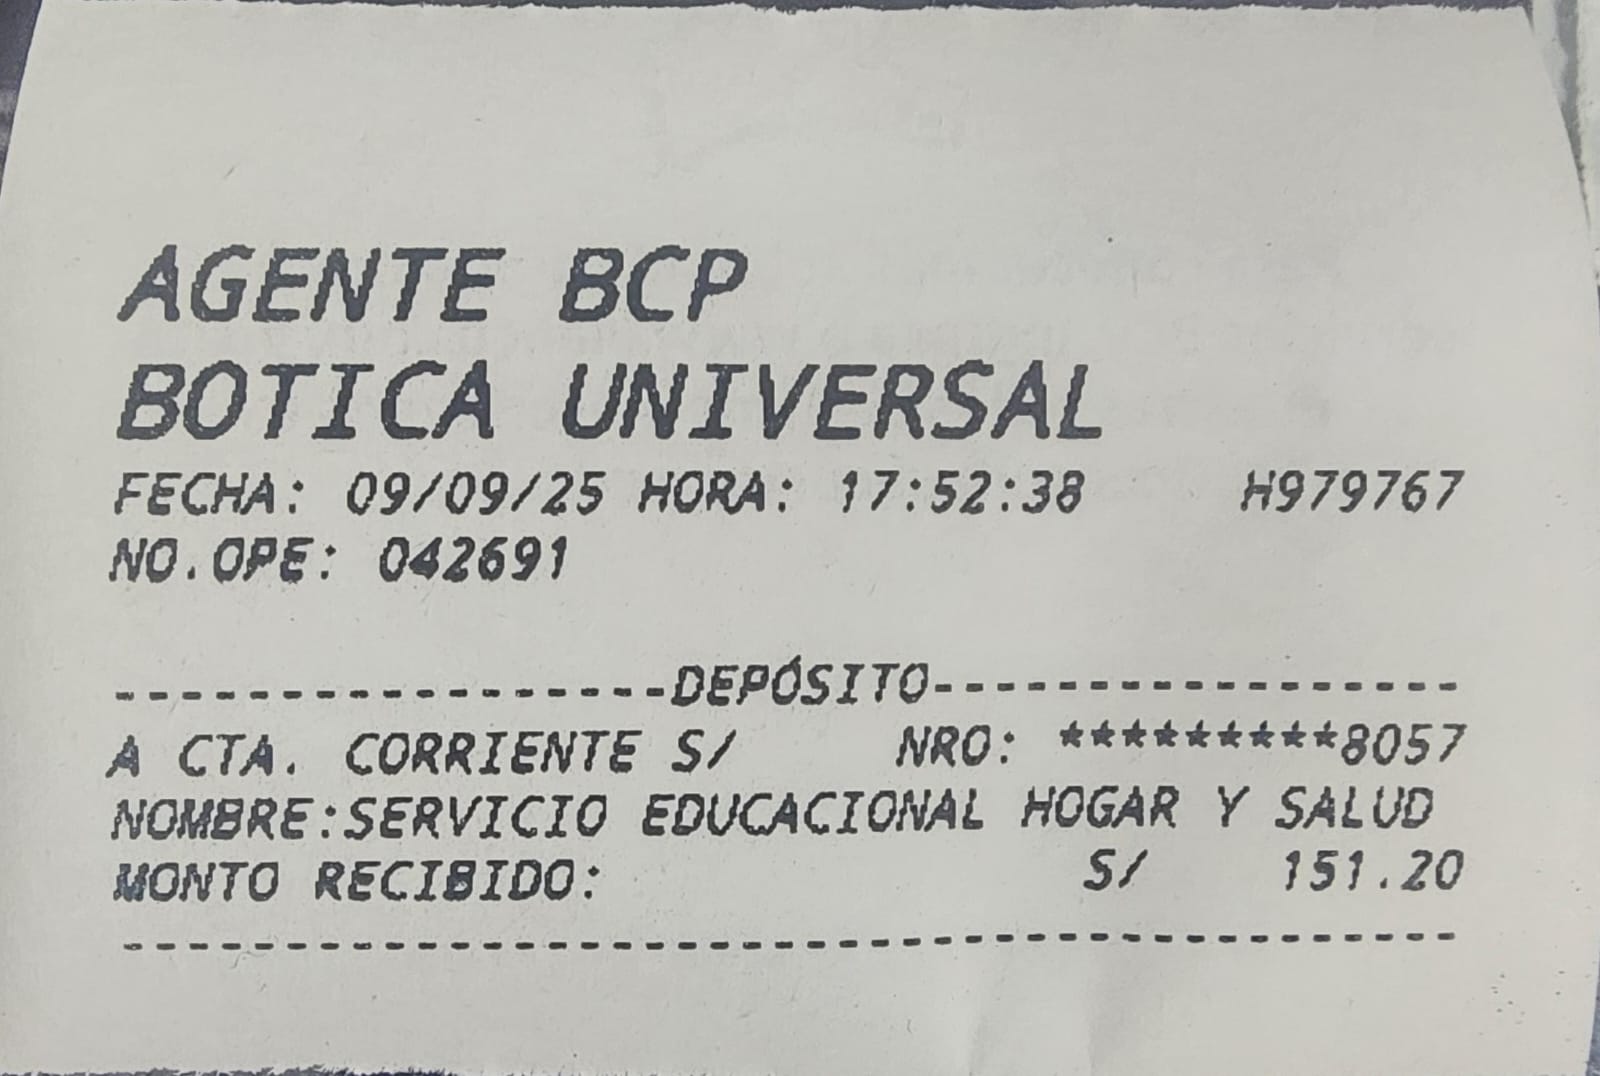 AGENTE BCP
BOTICA UNIVERSAL
FECHA: 09/09/25 HORA: 17:52:38 H979767
NO.OPE: 042691
-----------------DEPÓSITO-----------------
A CTA. CORRIENTE S/ NRO: *********8057
NOMBRE:SERVICIO EDUCACIONAL HOGAR Y SALUD
MONTO RECIBIDO: S/ 151.20
------------------------------------------